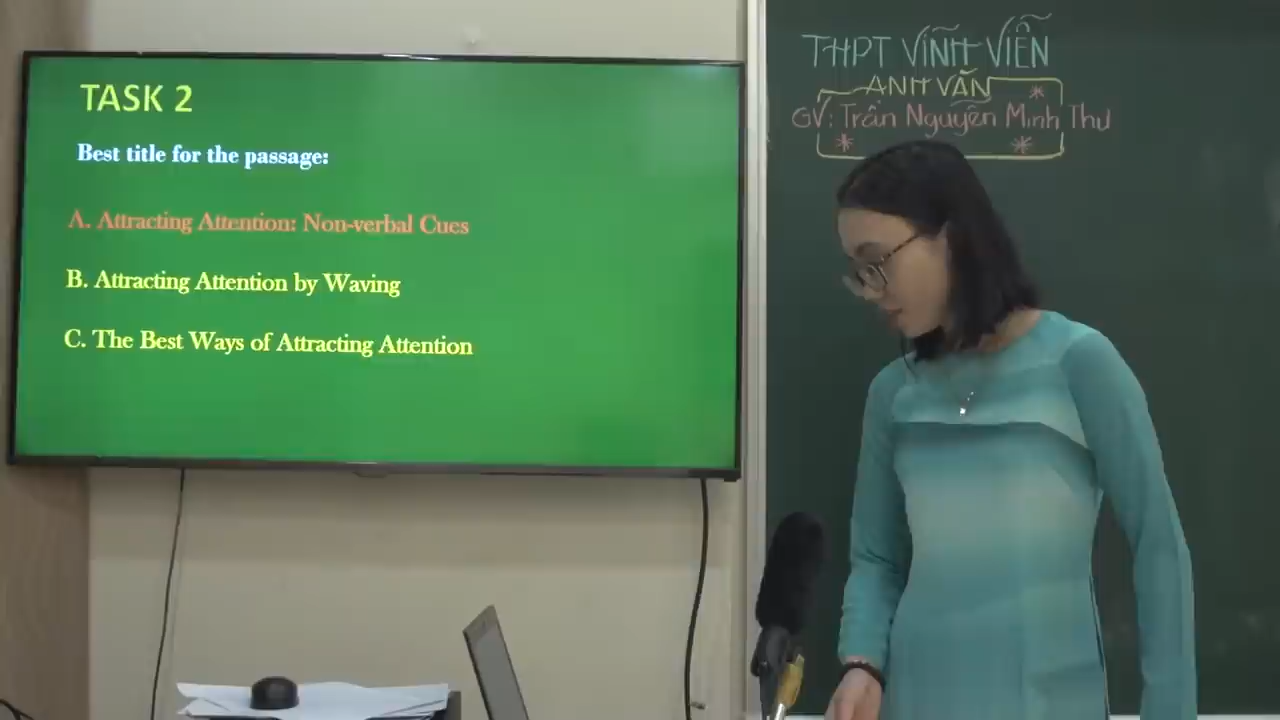 TASK 2
Best title for the passage:
A. Attracting Attention: Non-verbal Cues
B. Attracting Attention by Waving
C. The Best Ways of Attracting Attention
THPT VĨNH VIỄN
ANH VĂN
GV: Trần Nguyễn Minh Thư